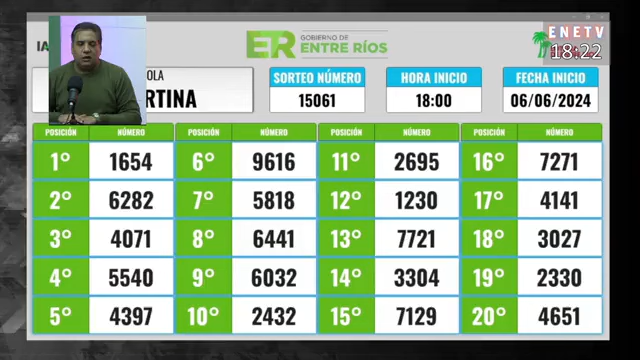 IA
ER GOBIERNO DE
ENTRE RÍOS
ENETV
18:22
OLA
RTINA
SORTEO NÚMERO
15061
HORA INICIO
18:00
FECHA INICIO
06/06/2024
POSICIÓN NÚMERO POSICIÓN NÚMERO POSICIÓN NÚMERO POSICIÓN NÚMERO
1° 1654 6° 9616 11° 2695 16° 7271
2° 6282 7° 5818 12° 1230 17° 4141
3° 4071 8° 6441 13° 7721 18° 3027
4° 5540 9° 6032 14° 3304 19° 2330
5° 4397 10° 2432 15° 7129 20° 4651